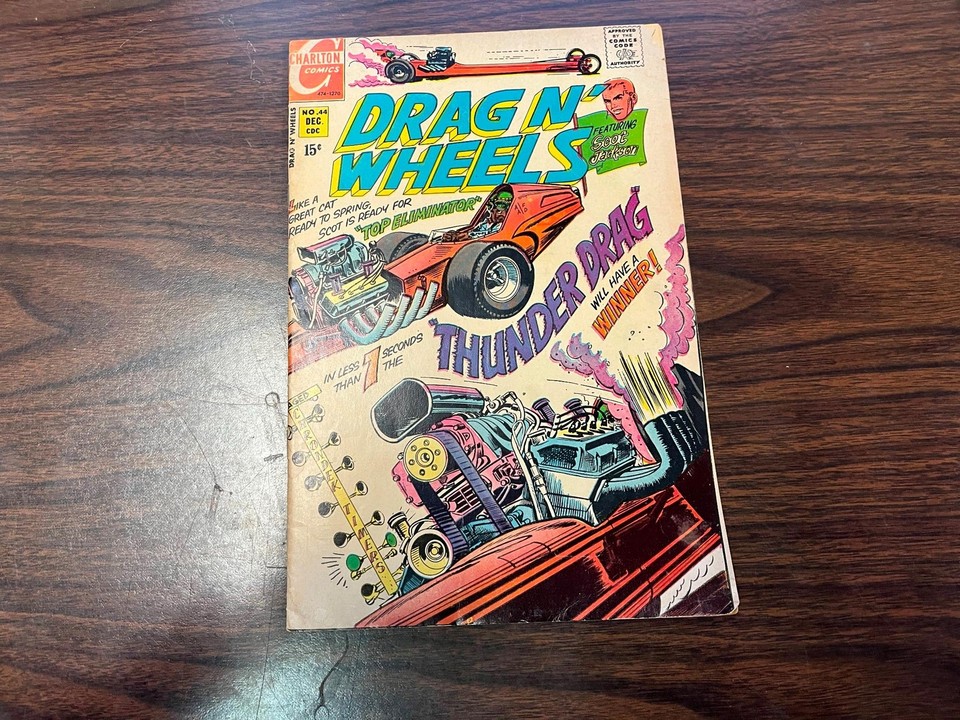 CHARLTON
COMICS
APPROVED
BY THE
COMICS
CODE
AUTHORITY
NO. 44
DEC.
CDC
15¢
DRAG N' WHEELS
DRAG N'
WHEELS
FEATURING
Scot
Jackson
LIKE A
GREAT CAT
READY TO SPRING,
SCOT IS READY FOR
"TOP ELIMINATOR"
IN LESS
THAN 7 SECONDS
THE
"THUNDER DRAG"
WILL HAVE A
WINNER!
TIMERS